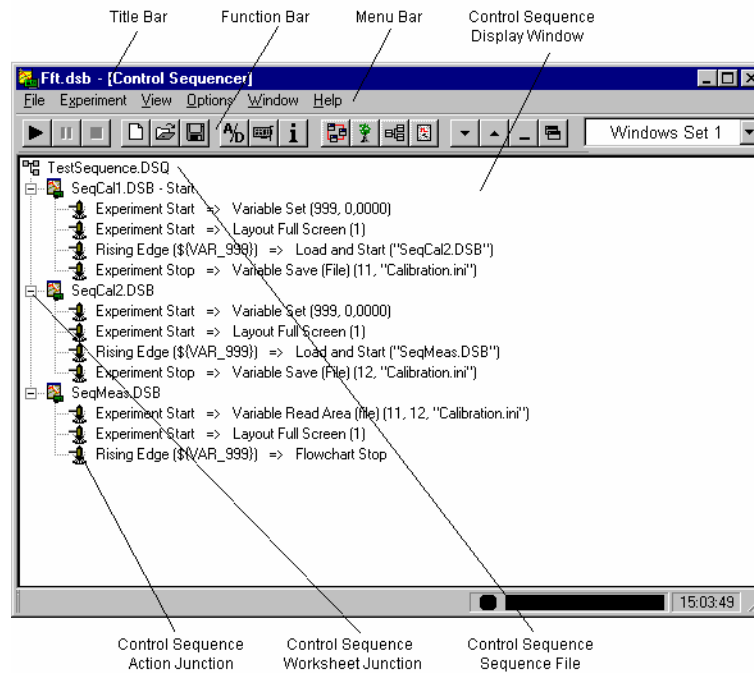 Title Bar
Function Bar
Menu Bar
Control Sequence
Display Window
Fft.dsb - [Control Sequencer]
File Experiment View Options Window Help
A/D
i
Windows Set 1
TestSequence.DSQ
SeqCal1.DSB - Start
Experiment Start => Variable Set (999, 0,0000)
Experiment Start => Layout Full Screen (1)
Rising Edge (${VAR_999}) => Load and Start ("SeqCal2.DSB")
Experiment Stop => Variable Save (File) (11, "Calibration.ini")
SeqCal2.DSB
Experiment Start => Variable Set (999, 0,0000)
Experiment Start => Layout Full Screen (1)
Rising Edge (${VAR_999}) => Load and Start ("SeqMeas.DSB")
Experiment Stop => Variable Save (File) (12, "Calibration.ini")
SeqMeas.DSB
Experiment Start => Variable Read Area (file) (11, 12, "Calibration.ini")
Experiment Start => Layout Full Screen (1)
Rising Edge (${VAR_999}) => Flowchart Stop
15:03:49
Control Sequence
Action Junction
Control Sequence
Worksheet Junction
Control Sequence
Sequence File